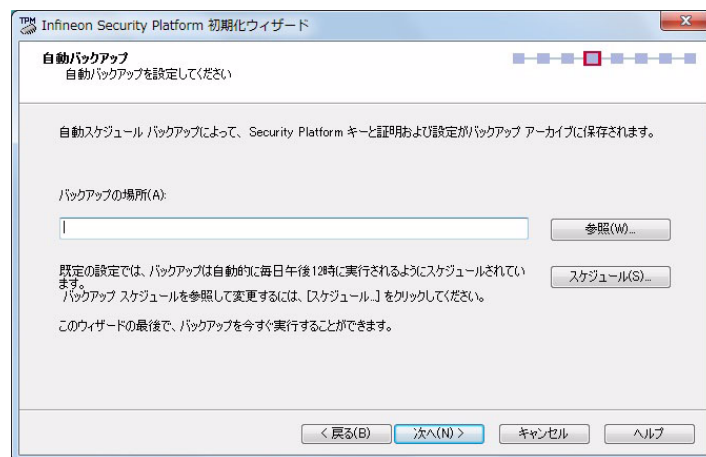 TPM
Infineon Security Platform 初期化ウィザード
自動バックアップ
自動バックアップを設定してください
自動スケジュール バックアップによって、Security Platform キーと証明および設定がバックアップ アーカイブに保存されます。
バックアップの場所(A):
参照(W)...
既定の設定では、バックアップは自動的に毎日午後12時に実行されるようにスケジュールされてい
ます。
スケジュール(S)...
バックアップ スケジュールを参照して変更するには、[スケジュール...] をクリックしてください。
このウィザードの最後で、バックアップを今すぐ実行することができます。
< 戻る(B)
次へ(N) >
キャンセル
ヘルプ